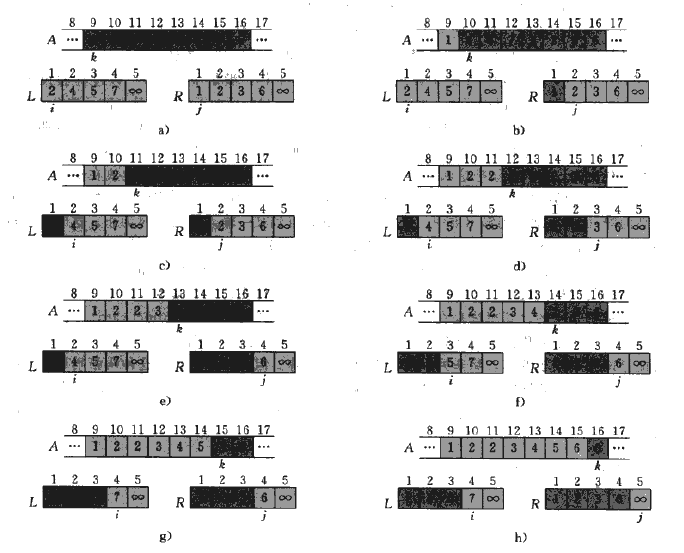 8 9 10 11 12 13 14 15 16 17
A ... ...
k
1 2 3 4 5
L 2 4 5 7 ∞
i
1 2 3 4 5
R 1 2 3 6 ∞
j
a)
8 9 10 11 12 13 14 15 16 17
A ... 1 ...
k
1 2 3 4 5
L 2 4 5 7 ∞
i
1 2 3 4 5
R 1 2 3 6 ∞
j
b)
8 9 10 11 12 13 14 15 16 17
A ... 1 2 ...
k
1 2 3 4 5
L 4 5 7 ∞
i
1 2 3 4 5
R 2 3 6 ∞
j
c)
8 9 10 11 12 13 14 15 16 17
A ... 1 2 2 ...
k
1 2 3 4 5
L 4 5 7 ∞
i
1 2 3 4 5
R 3 6 ∞
j
d)
8 9 10 11 12 13 14 15 16 17
A ... 1 2 2 3 ...
k
1 2 3 4 5
L 4 5 7 ∞
i
1 2 3 4 5
R 6 ∞
j
e)
8 9 10 11 12 13 14 15 16 17
A ... 1 2 2 3 4 ...
k
1 2 3 4 5
L 5 7 ∞
i
1 2 3 4 5
R 6 ∞
j
f)
8 9 10 11 12 13 14 15 16 17
A ... 1 2 2 3 4 5 ...
k
1 2 3 4 5
L 7 ∞
i
1 2 3 4 5
R 6 ∞
j
g)
8 9 10 11 12 13 14 15 16 17
A ... 1 2 2 3 4 5 6 ...
k
1 2 3 4 5
L 7 ∞
i
1 2 3 4 5
R ∞
j
h)